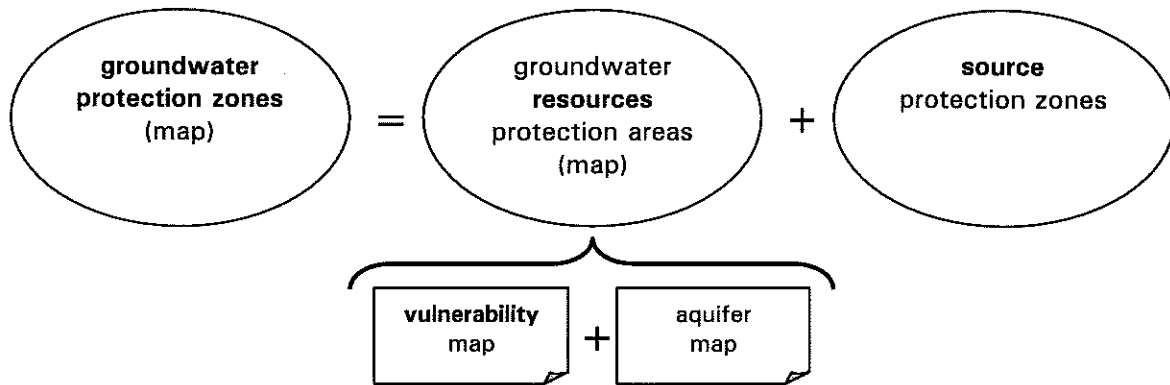 groundwater
protection zones
(map)
=
groundwater
resources
protection areas
(map)
+
source
protection zones
vulnerability
map
+
aquifer
map